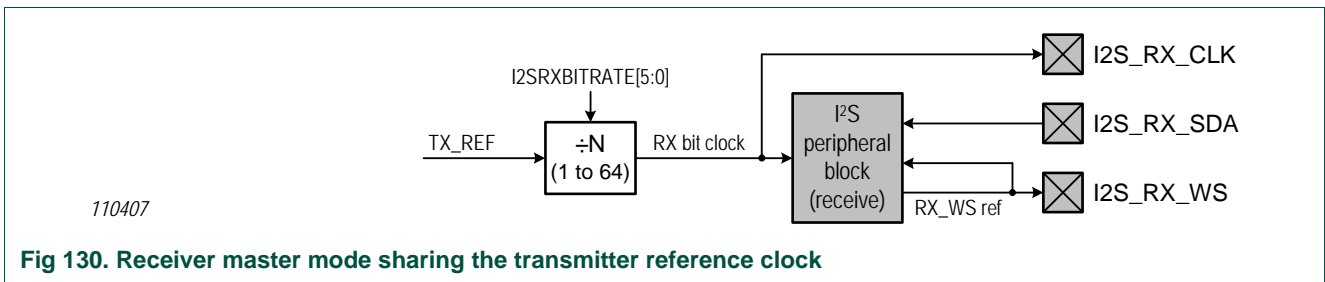 I2SRXBITRATE[5:0]
TX_REF
÷N
(1 to 64)
RX bit clock
I²S
peripheral
block
(receive)
RX_WS ref
I2S_RX_CLK
I2S_RX_SDA
I2S_RX_WS
110407
Fig 130. Receiver master mode sharing the transmitter reference clock